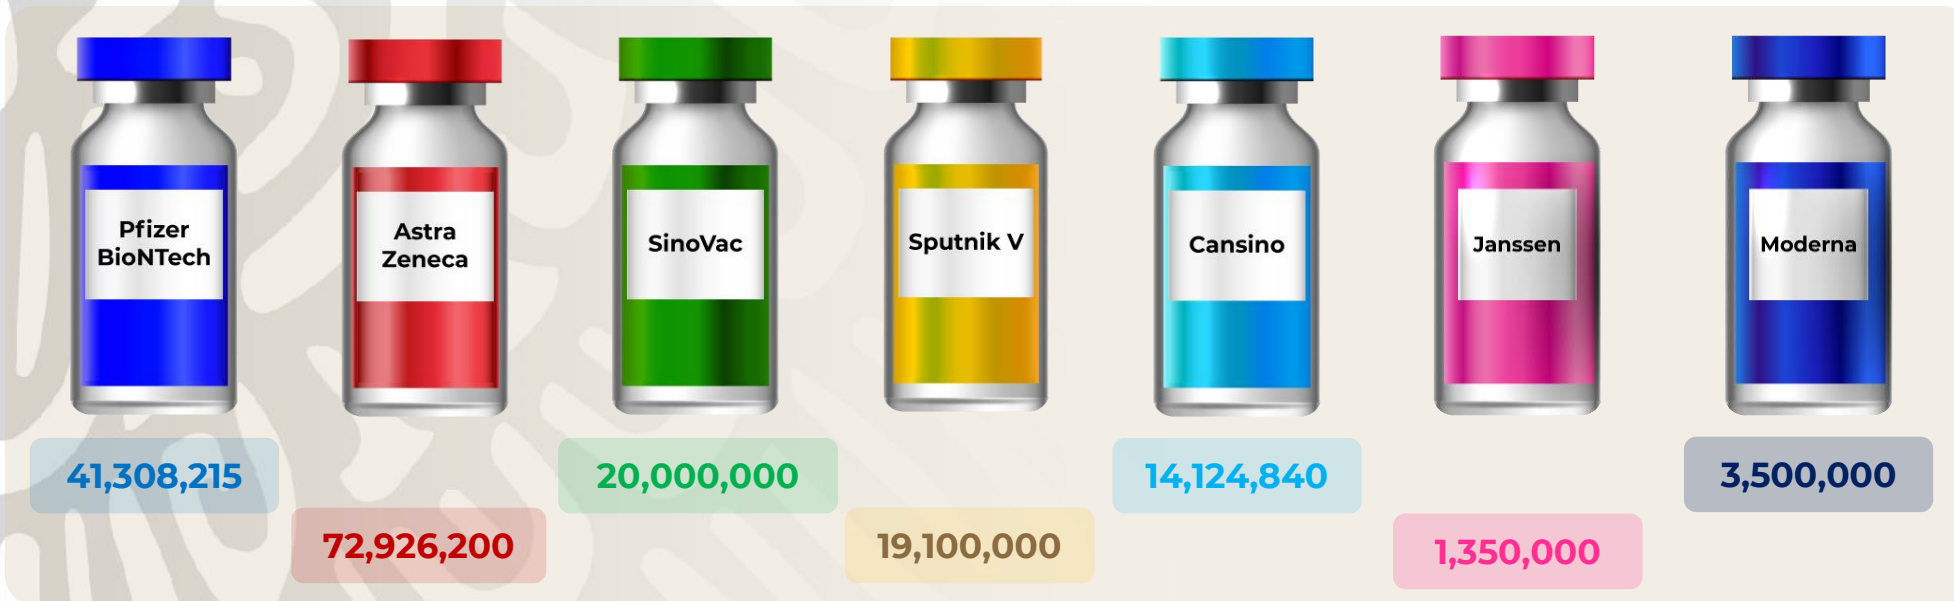 Pfizer
BioNTech
Astra
Zeneca
SinoVac
Sputnik V
Cansino
Janssen
Moderna
41,308,215
72,926,200
20,000,000
19,100,000
14,124,840
1,350,000
3,500,000